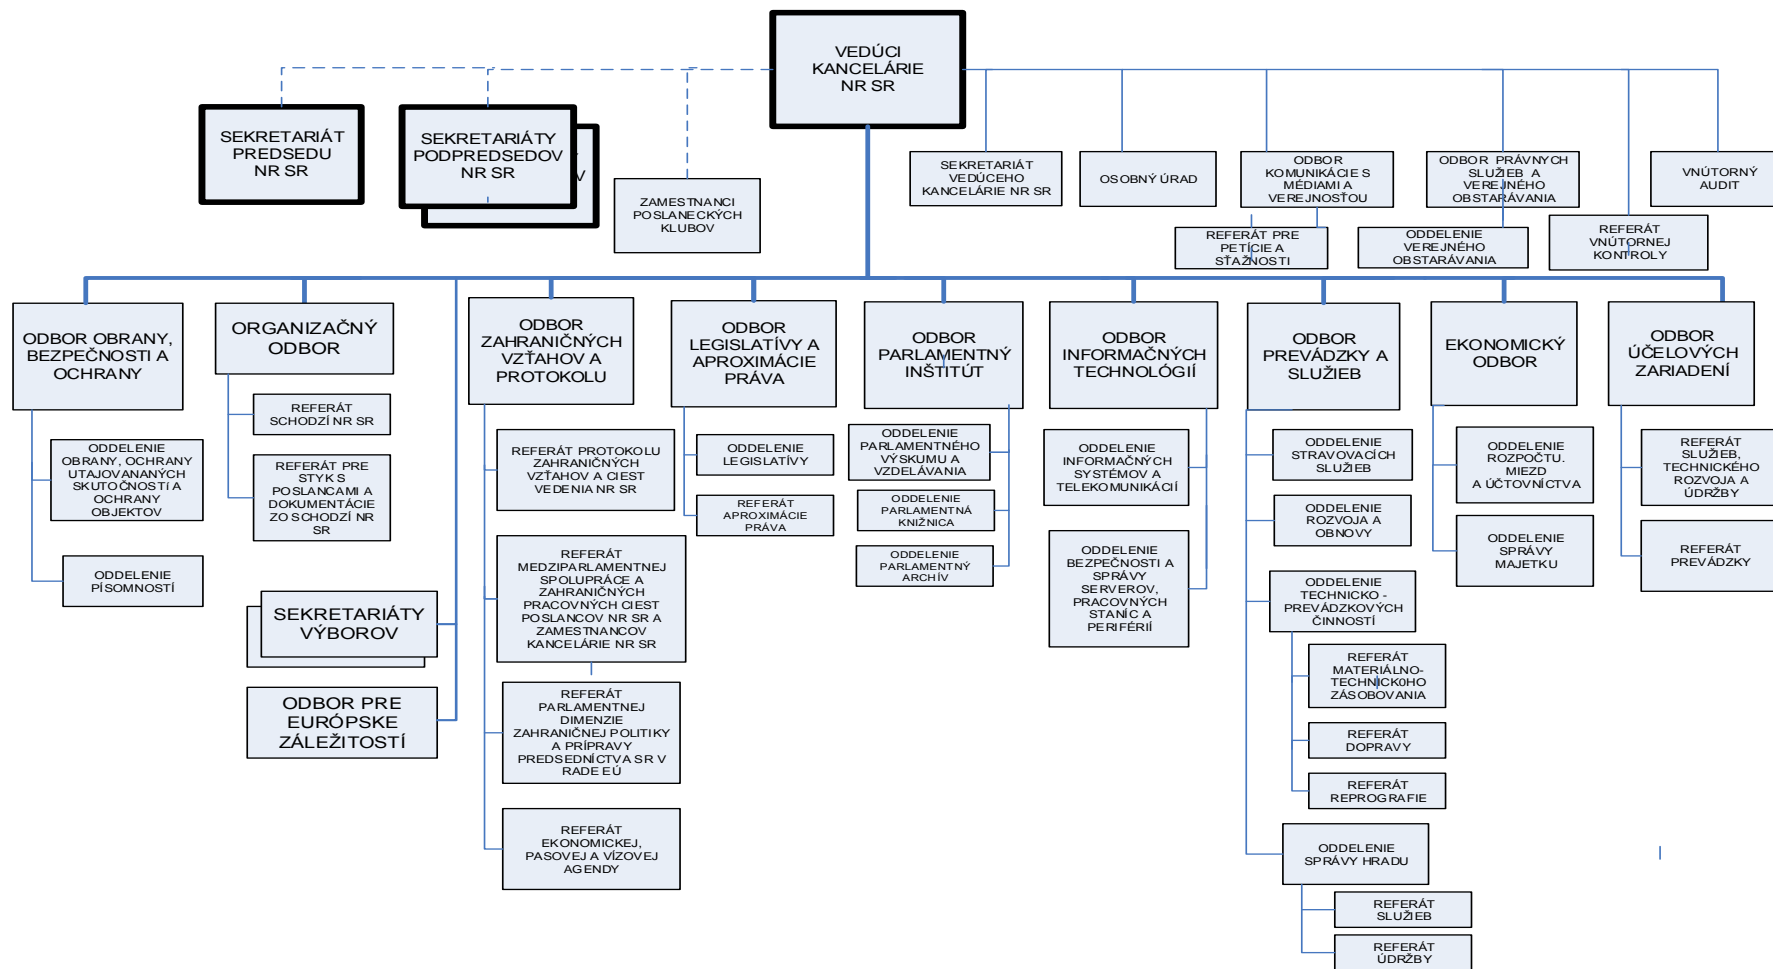 VEDÚCI
KANCELÁRIE
NR SR
SEKRETARIÁT
PREDSEDU
NR SR
SEKRETARIÁTY
PODPREDSEDOV
NR SR
V
ZAMESTNANCI
POSLANECKÝCH
KLUBOV
SEKRETARIÁT
VEDÚCEHO
KANCELÁRIE NR SR
OSOBNÝ ÚRAD
ODBOR
KOMUNIKÁCIE S
MÉDIAMI A
VEREJNOSŤOU
ODBOR PRÁVNYCH
SLUŽIEB A
VEREJNÉHO
OBSTARÁVANIA
VNÚTORNÝ
AUDIT
REFERÁT PRE
PETÍCIE A
SŤAŽNOSTI
ODDELENIE
VEREJNÉHO
OBSTARÁVANIA
REFERÁT
VNÚTORNEJ
KONTROLY
ODBOR OBRANY,
BEZPEČNOSTI A
OCHRANY
ORGANIZAČNÝ
ODBOR
ODBOR
ZAHRANIČNÝCH
VZŤAHOV A
PROTOKOLU
ODBOR
LEGISLATÍVY A
APROXIMÁCIE
PRÁVA
ODBOR
PARLAMENTNÝ
INŠTITÚT
ODBOR
INFORMAČNÝCH
TECHNOLÓGIÍ
ODBOR
PREVÁDZKY A
SLUŽIEB
EKONOMICKÝ
ODBOR
ODBOR
ÚČELOVÝCH
ZARIADENÍ
ODDELENIE
OBRANY, OCHRANY
UTAJOVANANÝCH
SKUTOČNOSTí A
OCHRANY
OBJEKTOV
ODDELENIE
PÍSOMNOSTÍ
REFERÁT
SCHODZÍ NR SR
REFERÁT PRE
STYK S
POSLANCAMI A
DOKUMENTÁCIE
ZO SCHODZÍ NR
SR
SEKRETARIÁTY
VÝBOROV
ODBOR PRE
EURÓPSKE
ZÁLEŽITOSTÍ
REFERÁT PROTOKOLU
ZAHRANIČNÝCH
VZŤAHOV A CIEST
VEDENIA NR SR
REFERÁT
MEDZIPARLAMENTNEJ
SPOLUPRÁCE A
ZAHRANIČNÝCH
PRACOVNÝCH CIEST
POSLANCOV NR SR A
ZAMESTNANCOV
KANCELÁRIE NR SR
REFERÁT
PARLAMENTNEJ
DIMENZIE
ZAHRANIČNEJ POLITIKY
A PRÍPRAVY
PREDSEDNÍCTVA SR V
RADE EÚ
REFERÁT
EKONOMICKEJ,
PASOVEJ A VÍZOVEJ
AGENDY
ODDELENIE
LEGISLATÍVY
REFERÁT
APROXIMÁCIE
PRÁVA
ODDELENIE
PARLAMENTNÉHO
VÝSKUMU A
VZDELÁVANIA
ODDELENIE
PARLAMENTNÁ
KNIŽNICA
ODDELENIE
PARLAMENTNÝ
ARCHÍV
ODDELENIE
INFORMAČNÝCH
SYSTÉMOV A
TELEKOMUNIKÁCIÍ
ODDELENIE
BEZPEČNOSTI A
SPRÁVY
SERVEROV,
PRACOVNÝCH
STANÍC A
PERIFÉRIÍ
ODDELENIE
STRAVOVACÍCH
SLUŽIEB
ODDELENIE
ROZVOJA A
OBNOVY
ODDELENIE
TECHNICKO -
PREVÁDZKOVÝCH
ČINNOSTÍ
REFERÁT
MATERIÁLNO-
TECHNICK0HO
ZÁSOBOVANIA
REFERÁT
DOPRAVY
REFERÁT
REPROGRAFIE
ODDELENIE
SPRÁVY HRADU
REFERÁT
SLUŽIEB
REFERÁT
ÚDRŽBY
ODDELENIE
ROZPOČTU.
MIEZD
A ÚČTOVNÍCTVA
ODDELENIE
SPRÁVY
MAJETKU
REFERÁT
SLUŽIEB,
TECHNICKÉHO
ROZVOJA A
ÚDRŽBY
REFERÁT
PREVÁDZKY